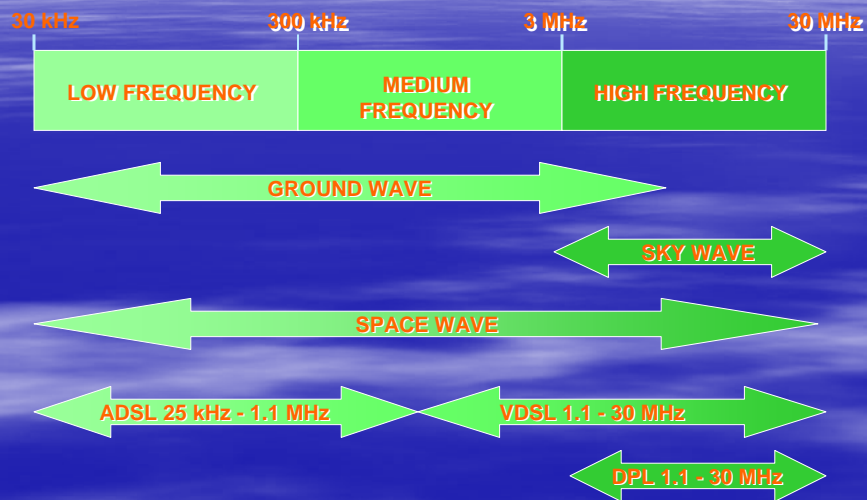 30 kHz 300 kHz 3 MHz 30 MHz
LOW FREQUENCY MEDIUM FREQUENCY HIGH FREQUENCY
GROUND WAVE
SKY WAVE
SPACE WAVE
ADSL 25 kHz - 1.1 MHz VDSL 1.1 - 30 MHz
DPL 1.1 - 30 MHz